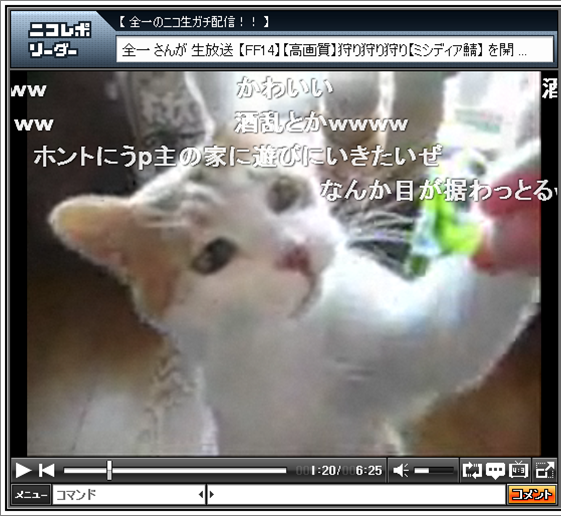 ニコレポ
リーダー
【 全一のニコ生ガチ配信！！ 】
全一 さんが 生放送 【FF14】【高画質】狩り狩り狩り【ミシディア鯖】 を開 ...
ww
かわいい
酒
ww
酒乱とかwwww
ホントにうp主の家に遊びにいきたいぜ
なんか目が据わっとるw
1:20/
6:25
4:3
メニュー
コマンド
コメント